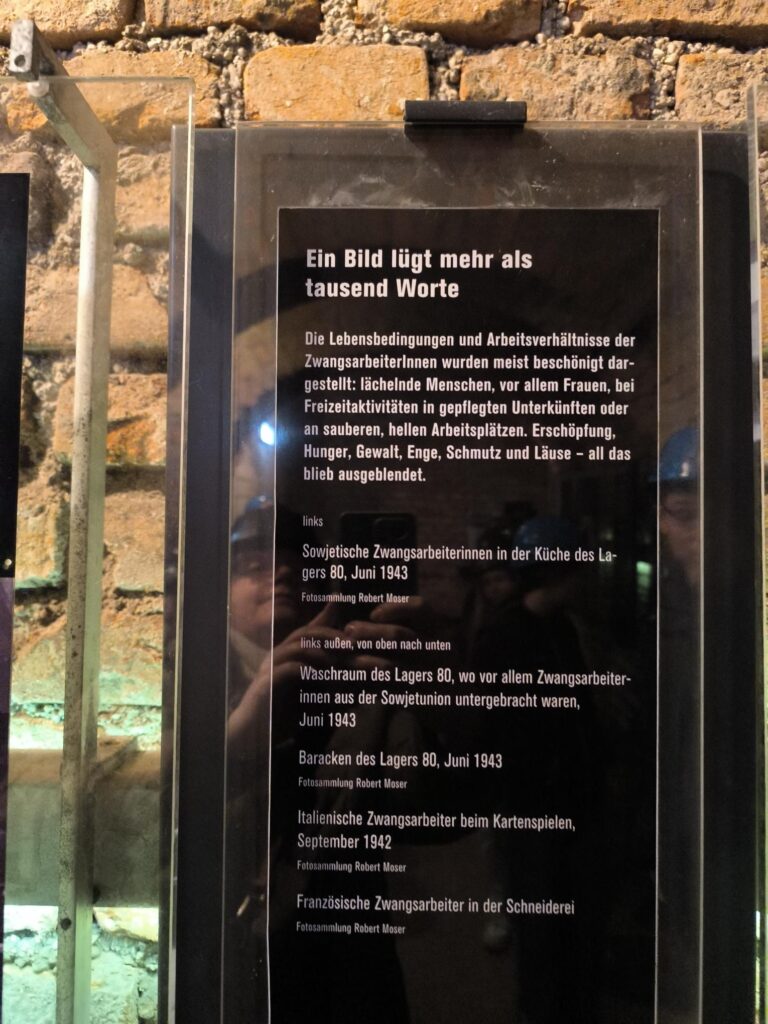 Ein Bild lügt mehr als
tausend Worte
Die Lebensbedingungen und Arbeitsverhältnisse der
ZwangsarbeiterInnen wurden meist beschönigt dar-
gestellt: lächelnde Menschen, vor allem Frauen, bei
Freizeitaktivitäten in gepflegten Unterkünften oder
an sauberen, hellen Arbeitsplätzen. Erschöpfung,
Hunger, Gewalt, Enge, Schmutz und Läuse – all das
blieb ausgeblendet.
links
Sowjetische Zwangsarbeiterinnen in der Küche des La-
gers 80, Juni 1943
Fotosammlung Robert Moser
links außen, von oben nach unten
Waschraum des Lagers 80, wo vor allem Zwangsarbeiter-
innen aus der Sowjetunion untergebracht waren,
Juni 1943
Baracken des Lagers 80, Juni 1943
Fotosammlung Robert Moser
Italienische Zwangsarbeiter beim Kartenspielen,
September 1942
Fotosammlung Robert Moser
Französische Zwangsarbeiter in der Schneiderei
Fotosammlung Robert Moser